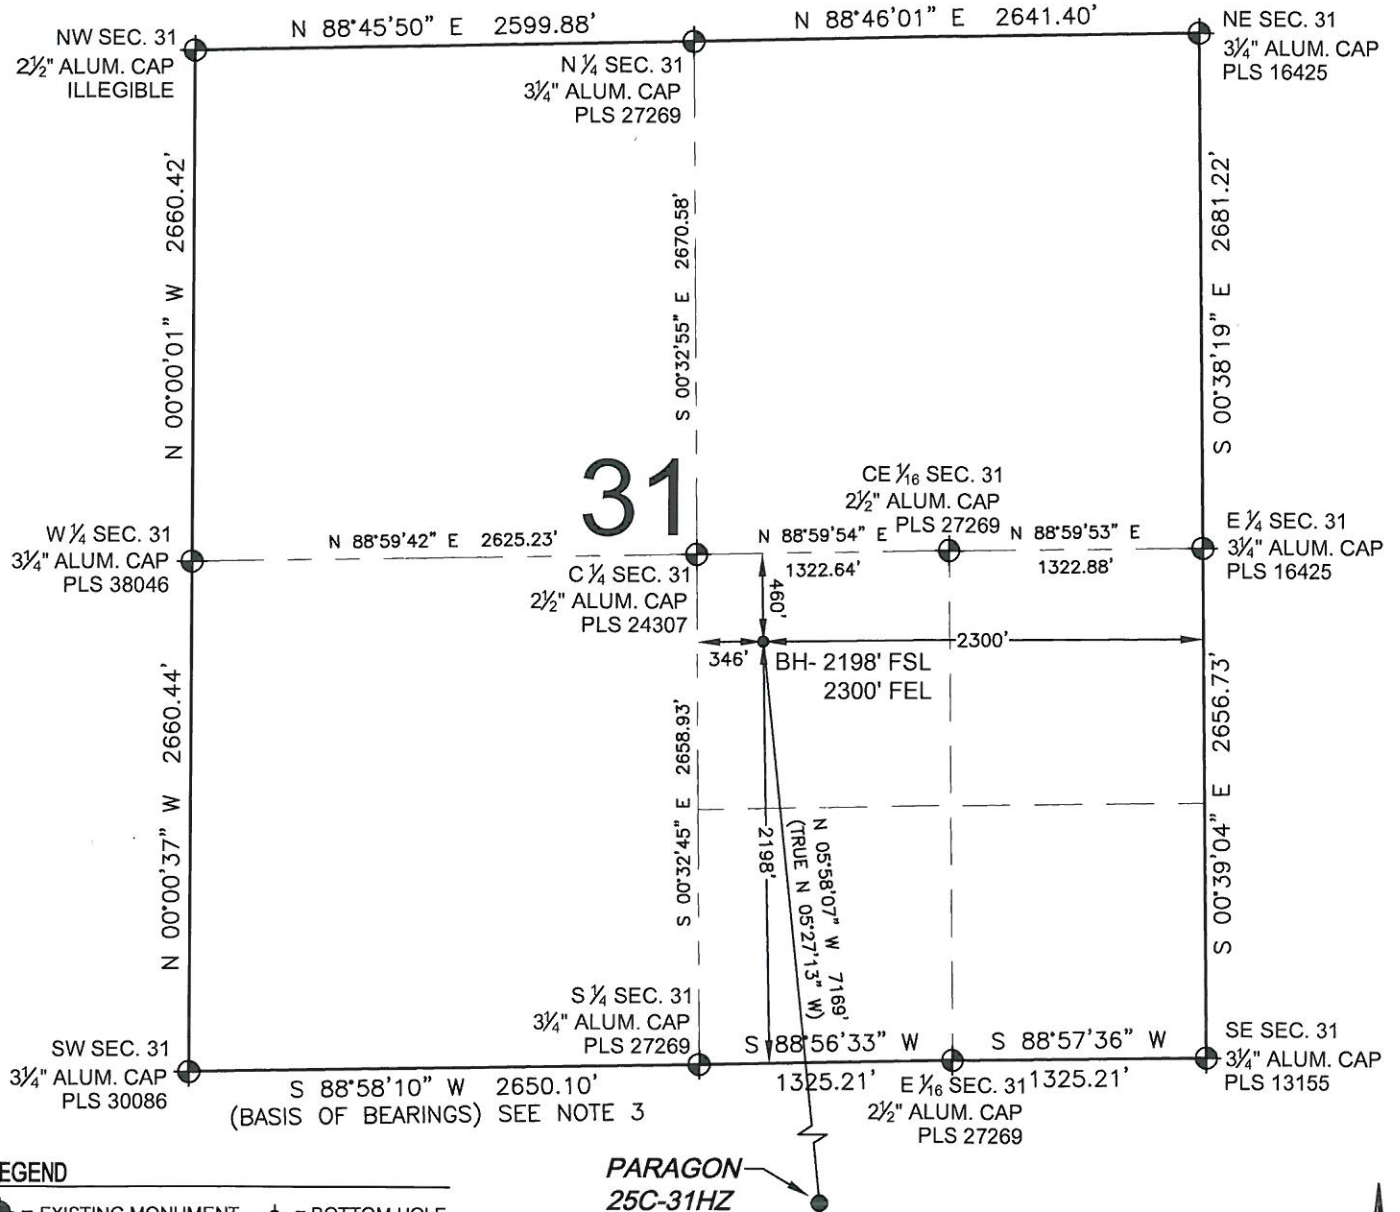 N 88°45'50" E 2599.88'
N 88°46'01" E 2641.40'
NW SEC. 31
2½" ALUM. CAP
ILLEGIBLE
N ¼ SEC. 31
3¼" ALUM. CAP
PLS 27269
NE SEC. 31
3¼" ALUM. CAP
PLS 16425
N 00°00'01" W 2660.42'
S 00°32'55" E 2670.58'
S 00°38'19" E 2681.22'
31
W ¼ SEC. 31
3¼" ALUM. CAP
PLS 38046
N 88°59'42" E 2625.23'
C ¼ SEC. 31
2½" ALUM. CAP
PLS 24307
CE 1/16 SEC. 31
2½" ALUM. CAP
PLS 27269
N 88°59'54" E
1322.64'
N 88°59'53" E
1322.88'
E ¼ SEC. 31
3¼" ALUM. CAP
PLS 16425
460'
346'
2300'
BH- 2198' FSL
2300' FEL
N 00°00'37" W 2660.44'
S 00°32'45" E 2658.93'
2198'
N 05°58'07" W 7169'
(TRUE N 05°27'13" W)
S 00°39'04" E 2656.73'
SW SEC. 31
3¼" ALUM. CAP
PLS 30086
S ¼ SEC. 31
3¼" ALUM. CAP
PLS 27269
S 88°58'10" W 2650.10'
(BASIS OF BEARINGS) SEE NOTE 3
S 88°56'33" W
1325.21'
S 88°57'36" W
1325.21'
E 1/16 SEC. 31
2½" ALUM. CAP
PLS 27269
SE SEC. 31
3¼" ALUM. CAP
PLS 13155
PARAGON
25C-31HZ
EGEND
= EXISTING MONUMENT
= BOTTOM HOLE